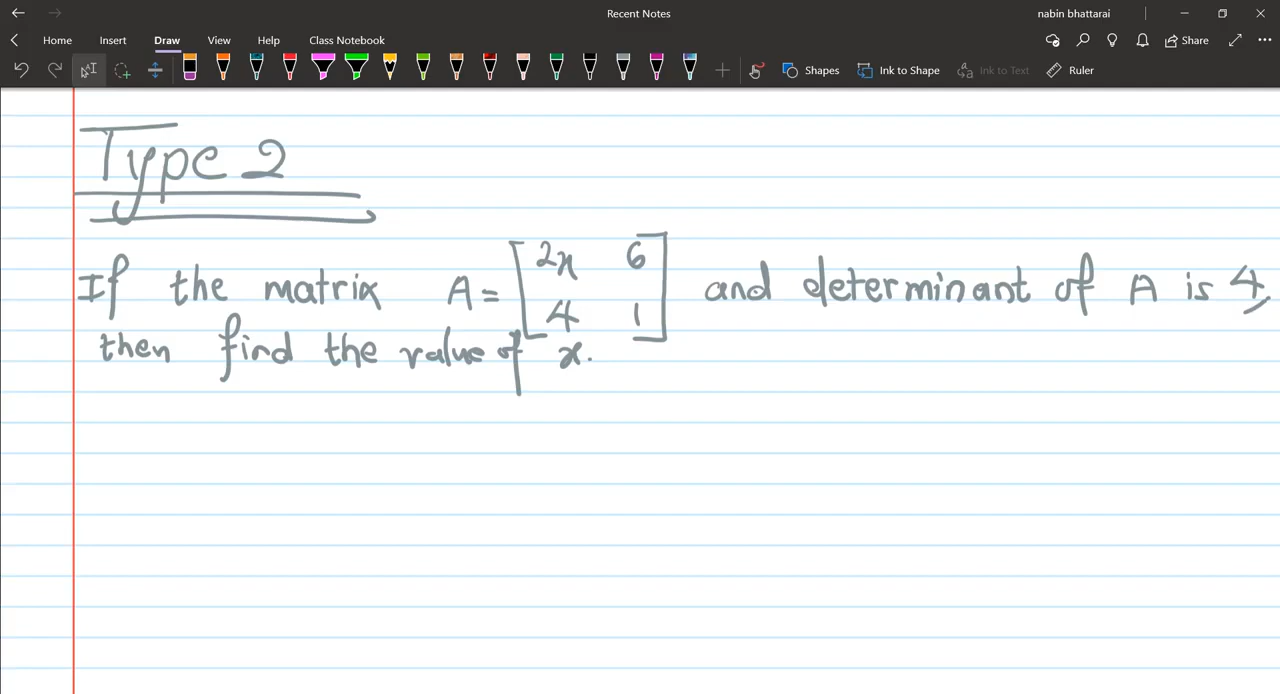 Recent Notes
nabin bhattarai
Home Insert Draw View Help Class Notebook
Share
Shapes Ink to Shape Ink to Text Ruler
Type 2
If the matrix A = [2x 6
4 1] and determinant of A is 4,
then find the value of x.